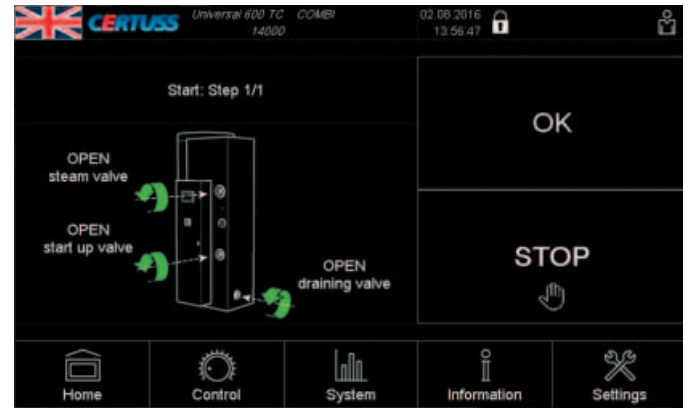 CERTUSS
Universal 600 TC COMBI
14000
02.08.2016
13:56:47
Start: Step 1/1
OPEN
steam valve
OPEN
start up valve
OPEN
draining valve
OK
STOP
Home
Control
System
Information
Settings